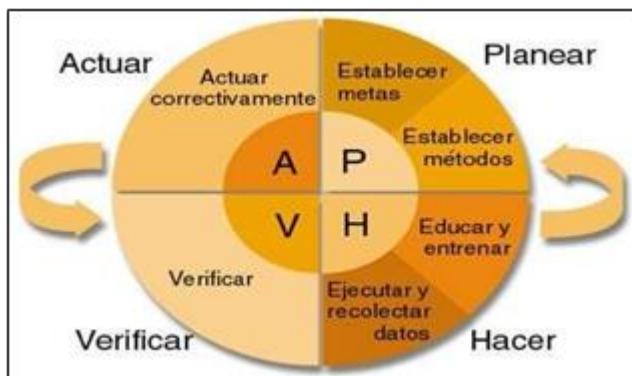 Actuar
Planear
Actuar
correctivamente
Establecer
metas
Establecer
métodos
A
P
V
H
Educar y
entrenar
Verificar
Ejecutar y
recolectar
datos
Verificar
Hacer